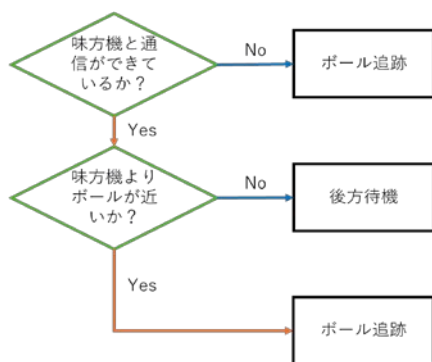 味方機と通
信ができて
いるか？
No
ボール追跡
Yes
味方機より
ボールが近
いか？
No
後方待機
Yes
ボール追跡